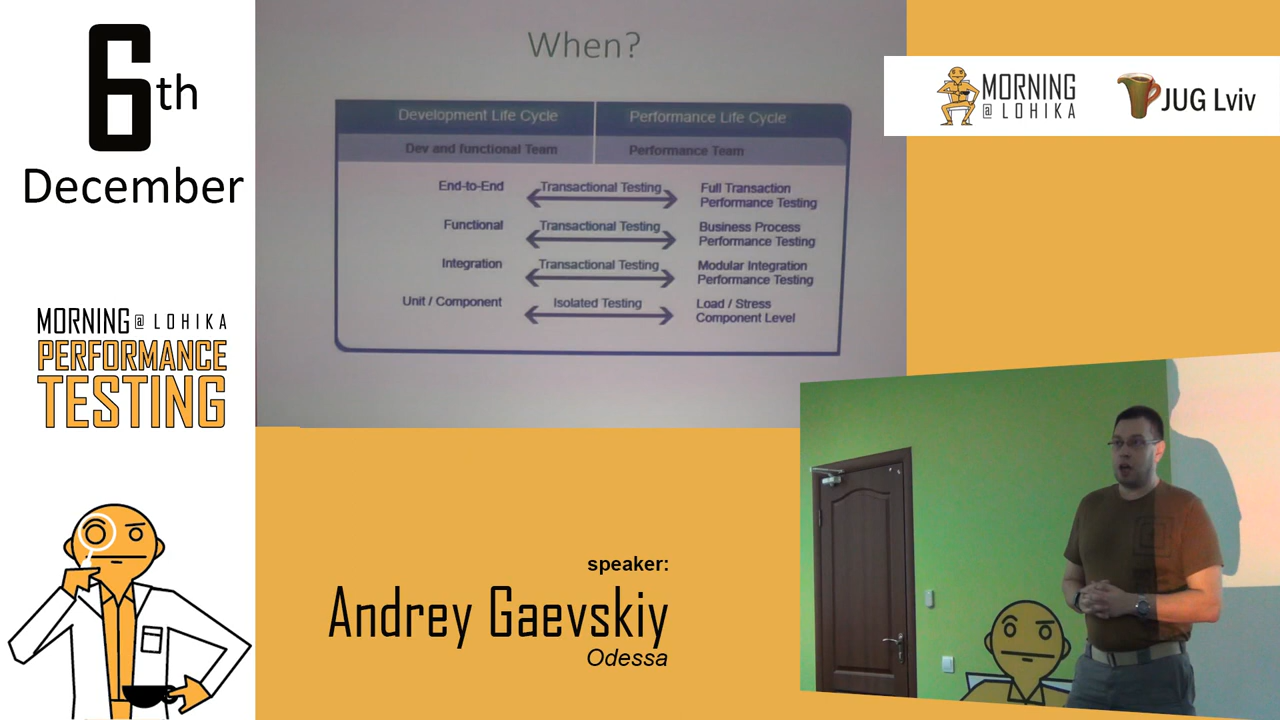 6th
December
MORNING @ LOHIKA
PERFORMANCE
TESTING
When?
Development Life Cycle
Performance Life Cycle
Dev and functional Team
Performance Team
End-to-End
Transactional Testing
Full Transaction
Performance Testing
Functional
Transactional Testing
Business Process
Performance Testing
Integration
Transactional Testing
Modular Integration
Performance Testing
Unit / Component
Isolated Testing
Load / Stress
Component Level
MORNING
@ LOHIKA
JUG Lviv
speaker:
Andrey Gaevskiy
Odessa